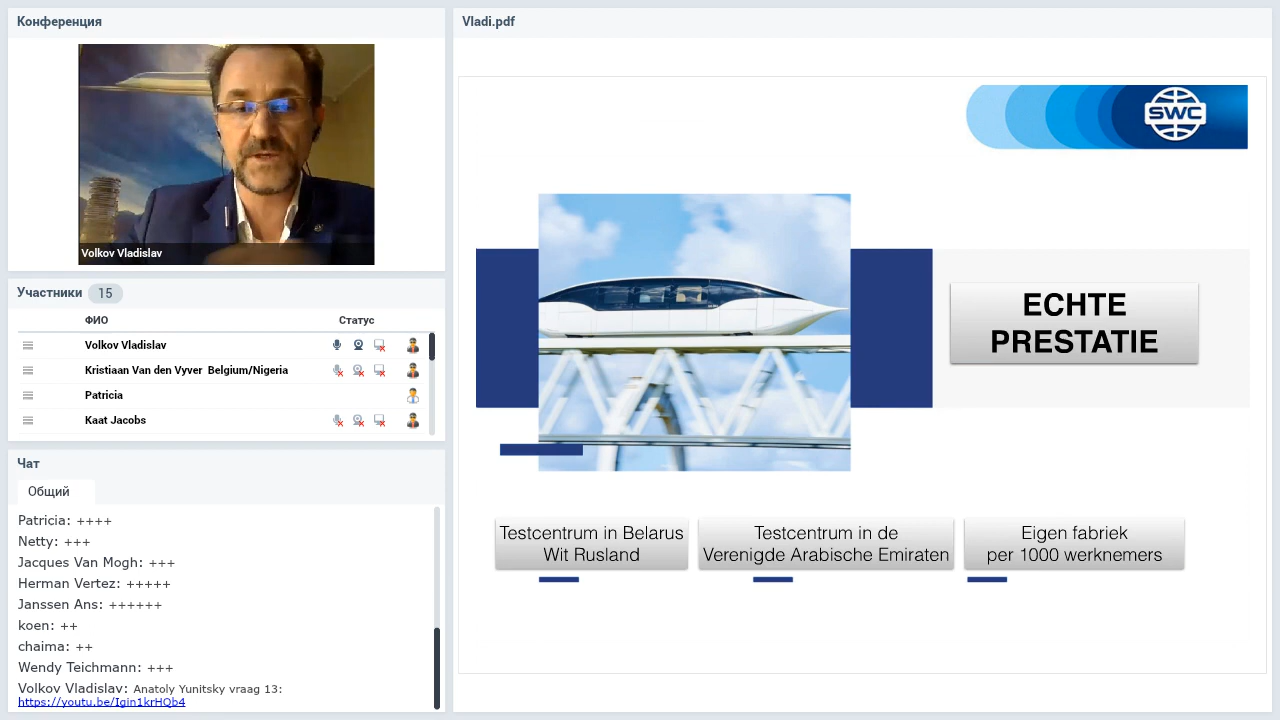 Конференция
Volkov Vladislav
Участники 15
ФИО Статус
Volkov Vladislav
Kristiaan Van den Vyver Belgium/Nigeria
Patricia
Kaat Jacobs
Чат
Общий
Patricia: ++++
Netty: +++
Jacques Van Mogh: +++
Herman Vertez: +++++
Janssen Ans: ++++++
koen: ++
chaima: ++
Wendy Teichmann: +++
Volkov Vladislav: Anatoly Yunitsky vraag 13:
https://youtu.be/Igin1krHQb4
Vladi.pdf
SWC
ECHTE
PRESTATIE
Testcentrum in Belarus
Wit Rusland
Testcentrum in de
Verenigde Arabische Emiraten
Eigen fabriek
per 1000 werknemers